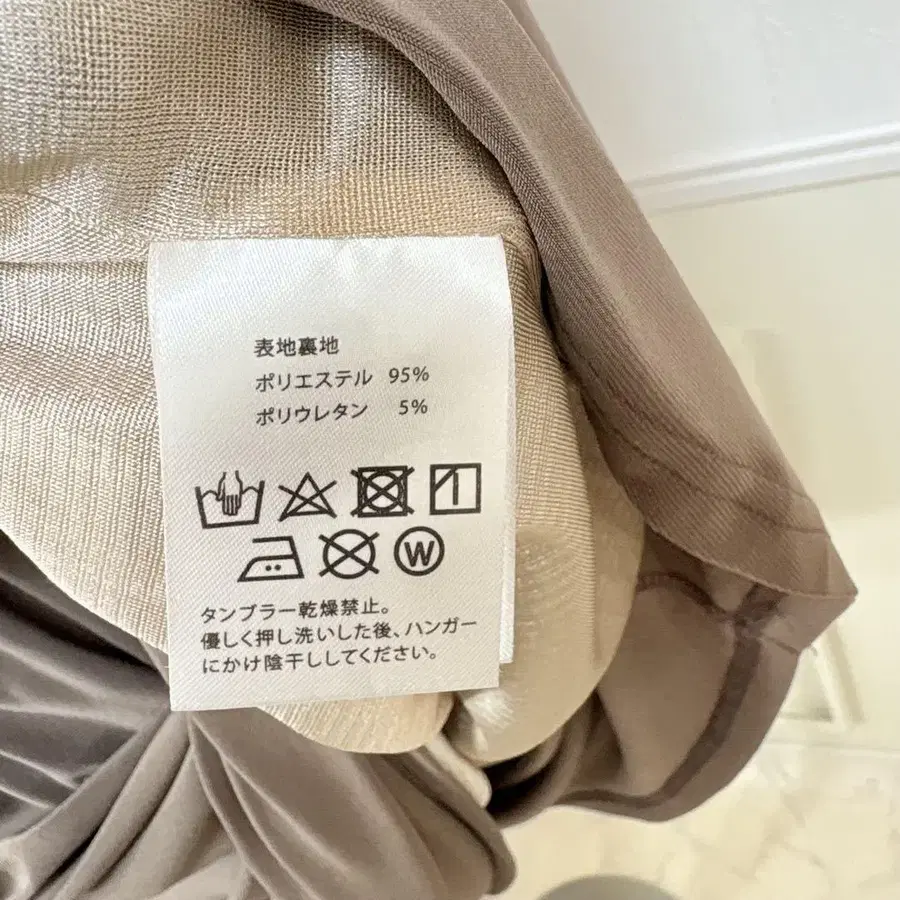 表地裏地
ポリエステル 95%
ポリウレタン 5%
W
タンブラー乾燥禁止。
優しく押し洗いした後、ハンガー
にかけ陰干ししてください。